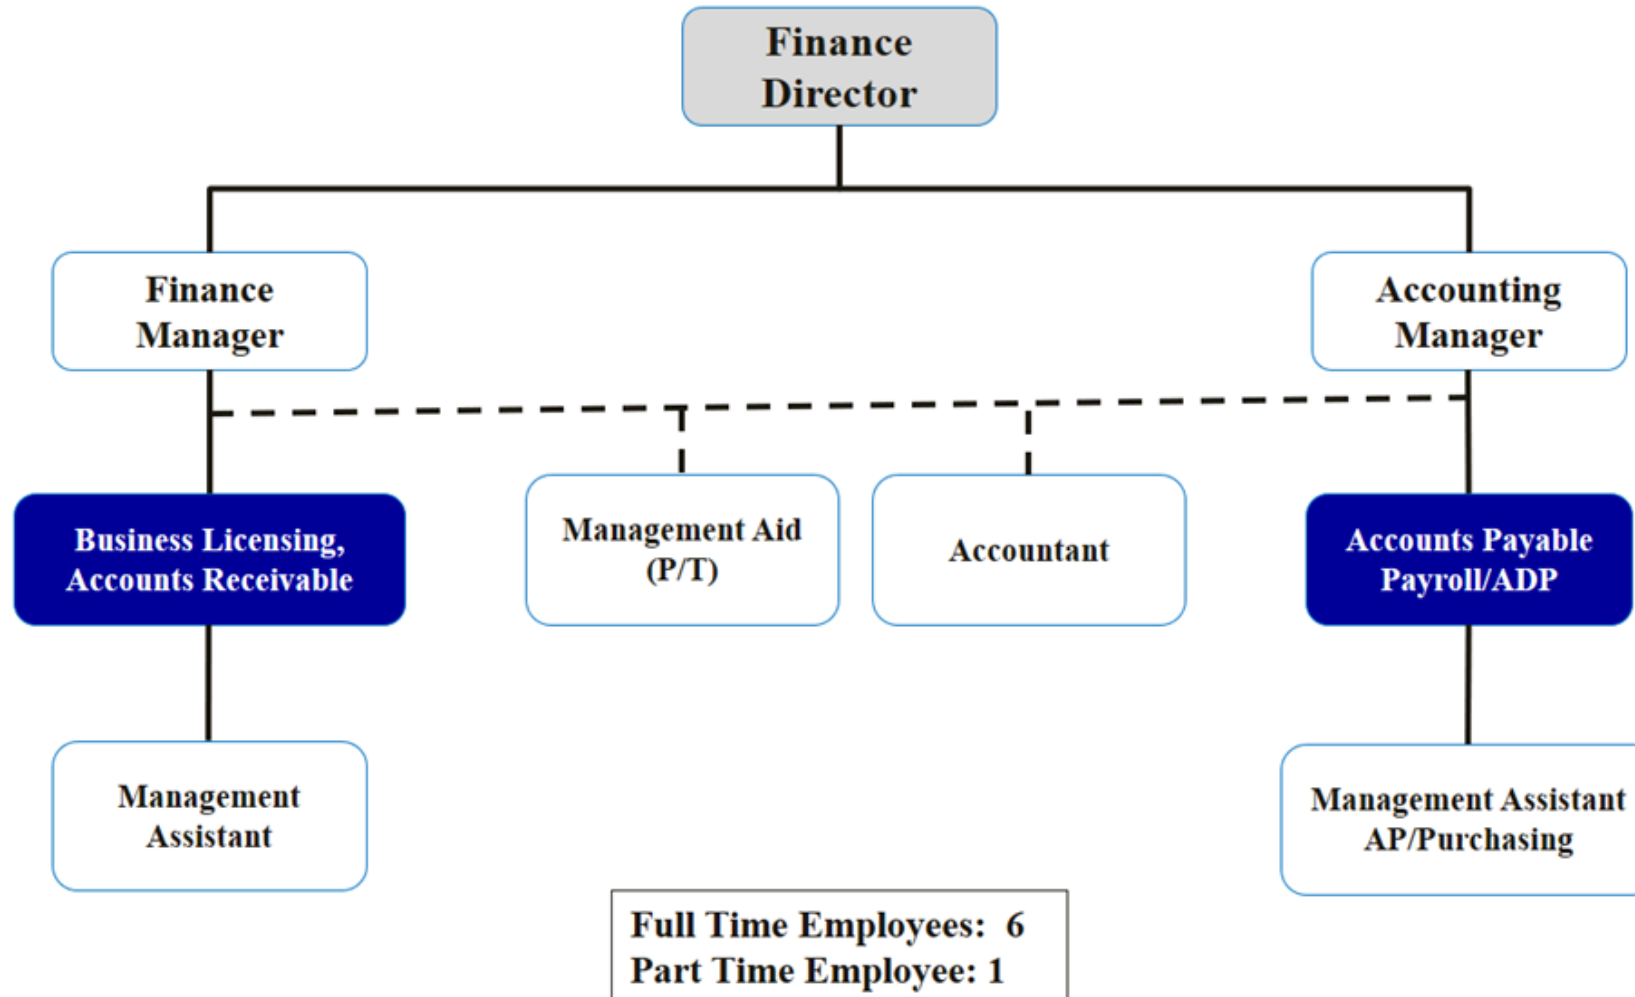 Finance
Director
Finance
Manager
Accounting
Manager
Business Licensing,
Accounts Receivable
Management Aid
(P/T)
Accountant
Accounts Payable
Payroll/ADP
Management
Assistant
Management Assistant
AP/Purchasing
Full Time Employees: 6
Part Time Employee: 1